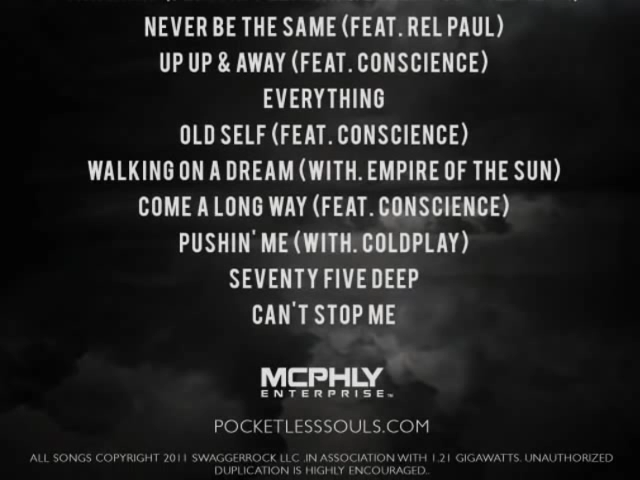 NEVER BE THE SAME (FEAT. REL PAUL)
UP UP & AWAY (FEAT. CONSCIENCE)
EVERYTHING
OLD SELF (FEAT. CONSCIENCE)
WALKING ON A DREAM (WITH. EMPIRE OF THE SUN)
COME A LONG WAY (FEAT. CONSCIENCE)
PUSHIN' ME (WITH. COLDPLAY)
SEVENTY FIVE DEEP
CAN'T STOP ME
MCPHLY
ENTERPRISE™
POCKETLESSSOULS.COM
ALL SONGS COPYRIGHT 2011 SWAGGERROCK LLC .IN ASSOCIATION WITH 1.21 GIGAWATTS. UNAUTHORIZED
DUPLICATION IS HIGHLY ENCOURAGED..